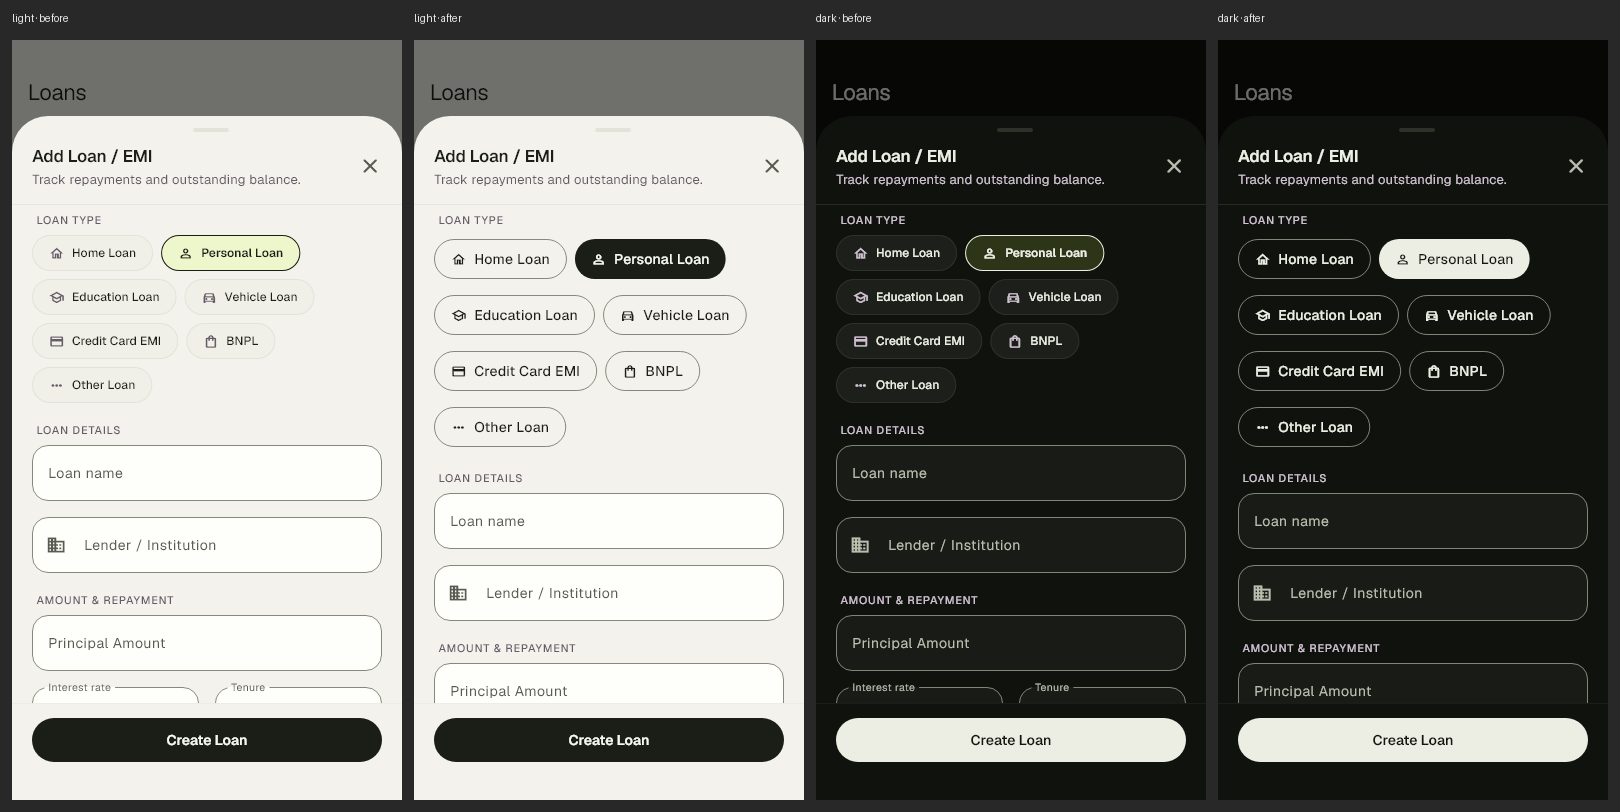 light·before
Loans
Add Loan / EMI
Track repayments and outstanding balance.
LOAN TYPE
Home Loan
Personal Loan
Education Loan
Vehicle Loan
Credit Card EMI
BNPL
Other Loan
LOAN DETAILS
Loan name
Lender / Institution
AMOUNT & REPAYMENT
Principal Amount
Interest rate
Tenure
Create Loan
light·after
Loans
Add Loan / EMI
Track repayments and outstanding balance.
LOAN TYPE
Home Loan
Personal Loan
Education Loan
Vehicle Loan
Credit Card EMI
BNPL
Other Loan
LOAN DETAILS
Loan name
Lender / Institution
AMOUNT & REPAYMENT
Principal Amount
Create Loan
dark·before
Loans
Add Loan / EMI
Track repayments and outstanding balance.
LOAN TYPE
Home Loan
Personal Loan
Education Loan
Vehicle Loan
Credit Card EMI
BNPL
Other Loan
LOAN DETAILS
Loan name
Lender / Institution
AMOUNT & REPAYMENT
Principal Amount
Interest rate
Tenure
Create Loan
dark·after
Loans
Add Loan / EMI
Track repayments and outstanding balance.
LOAN TYPE
Home Loan
Personal Loan
Education Loan
Vehicle Loan
Credit Card EMI
BNPL
Other Loan
LOAN DETAILS
Loan name
Lender / Institution
AMOUNT & REPAYMENT
Principal Amount
Create Loan